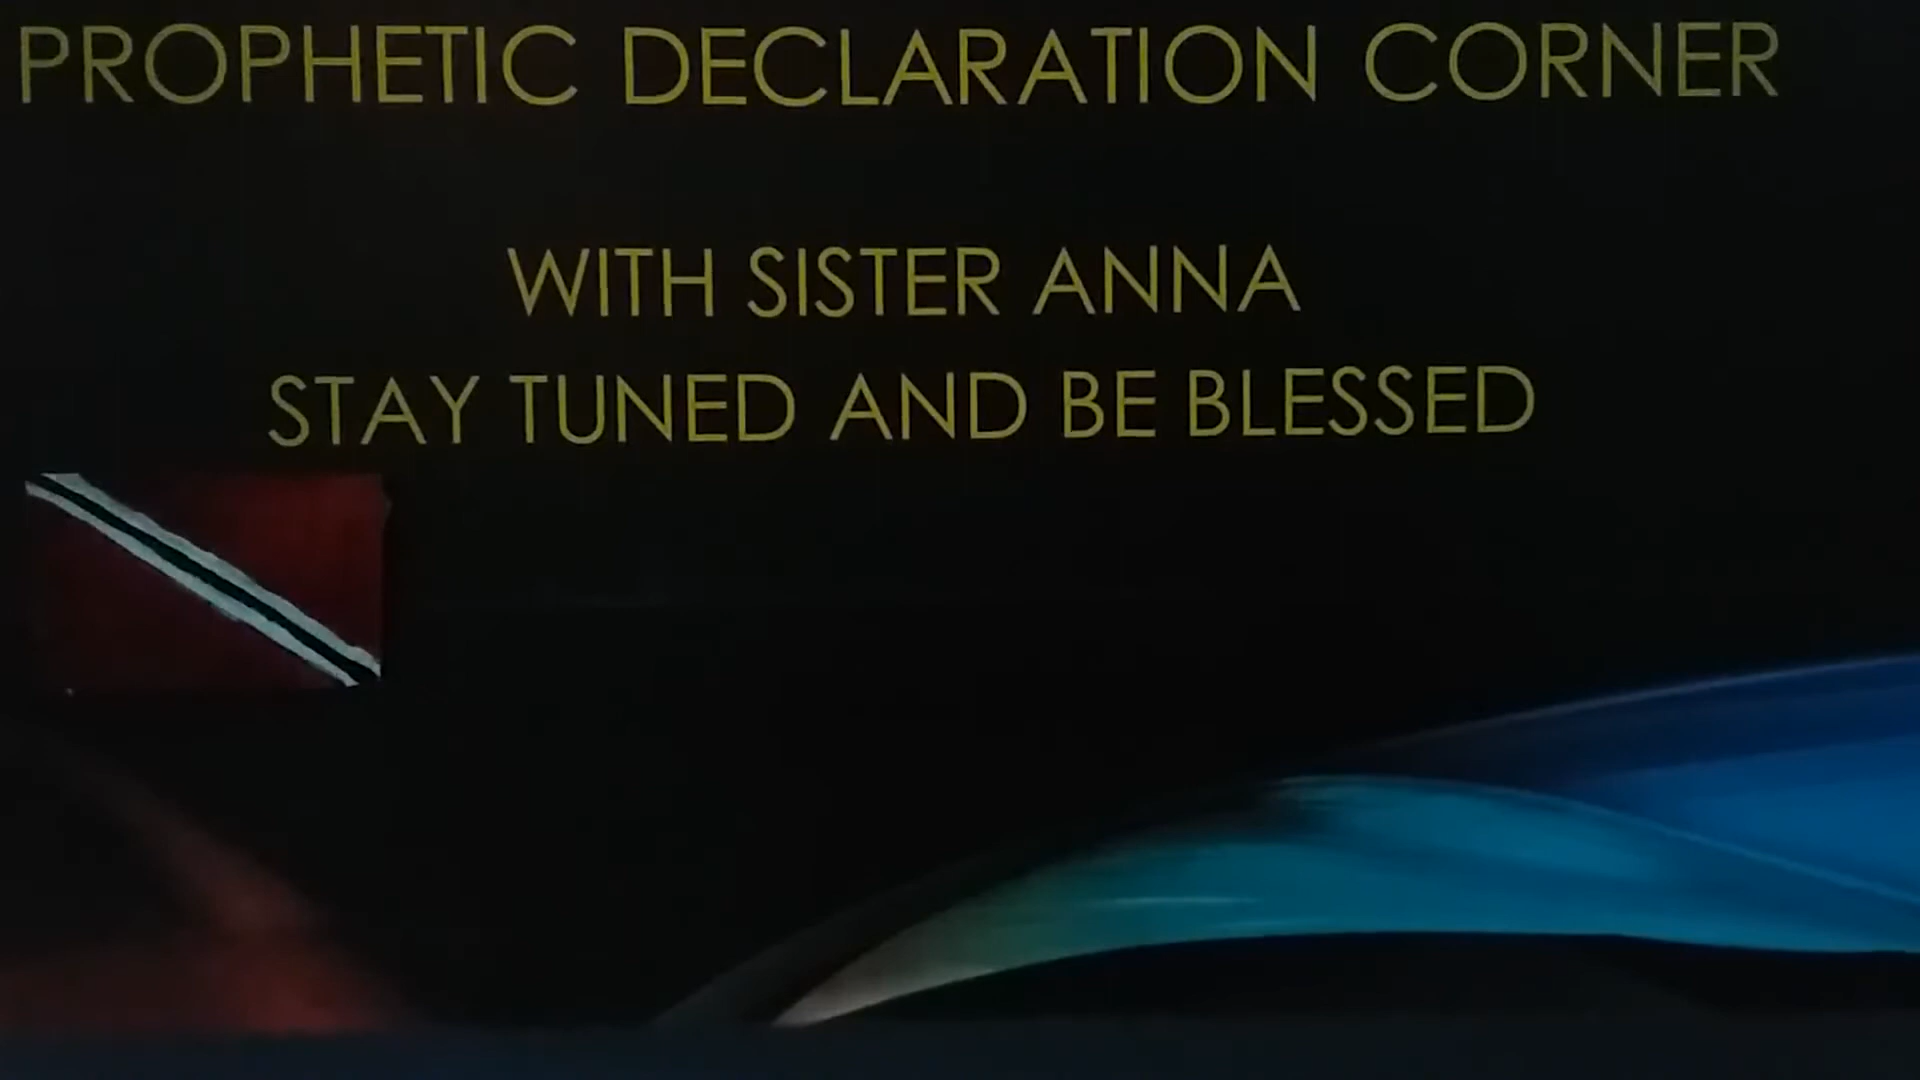 PROPHETIC DECLARATION CORNER
WITH SISTER ANNA
STAY TUNED AND BE BLESSED